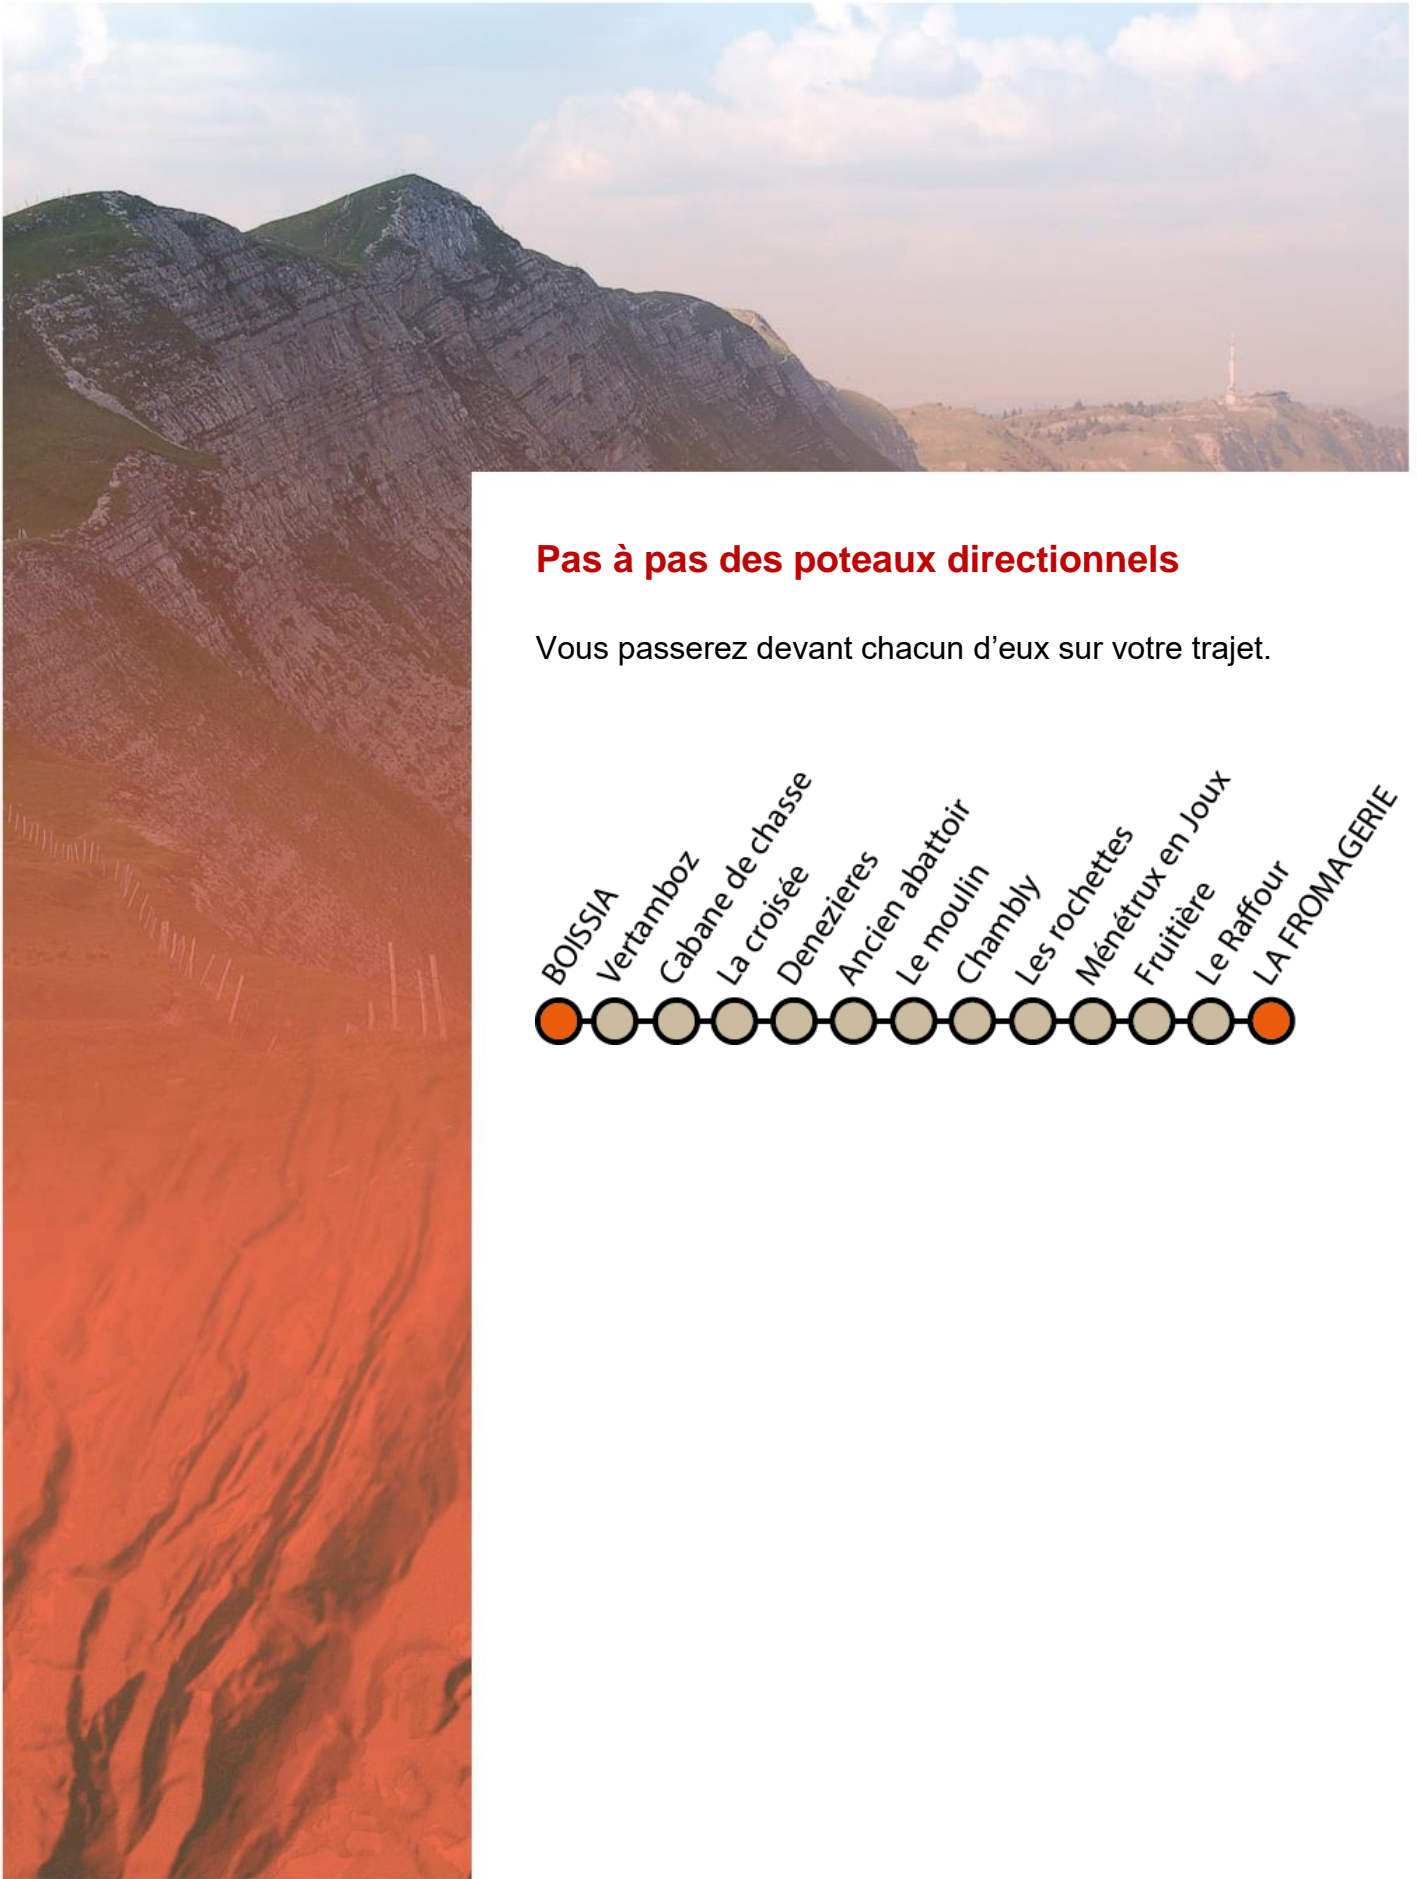 Pas à pas des poteaux directionnels
Vous passerez devant chacun d’eux sur votre trajet.
BOISSIA
Vertamboz
Cabane de chasse
La croisée
Denezieres
Ancien abattoir
Le moulin
Chambly
Les rochettes
Ménétrux en Joux
Fruitière
Le Raffour
LA FROMAGERIE